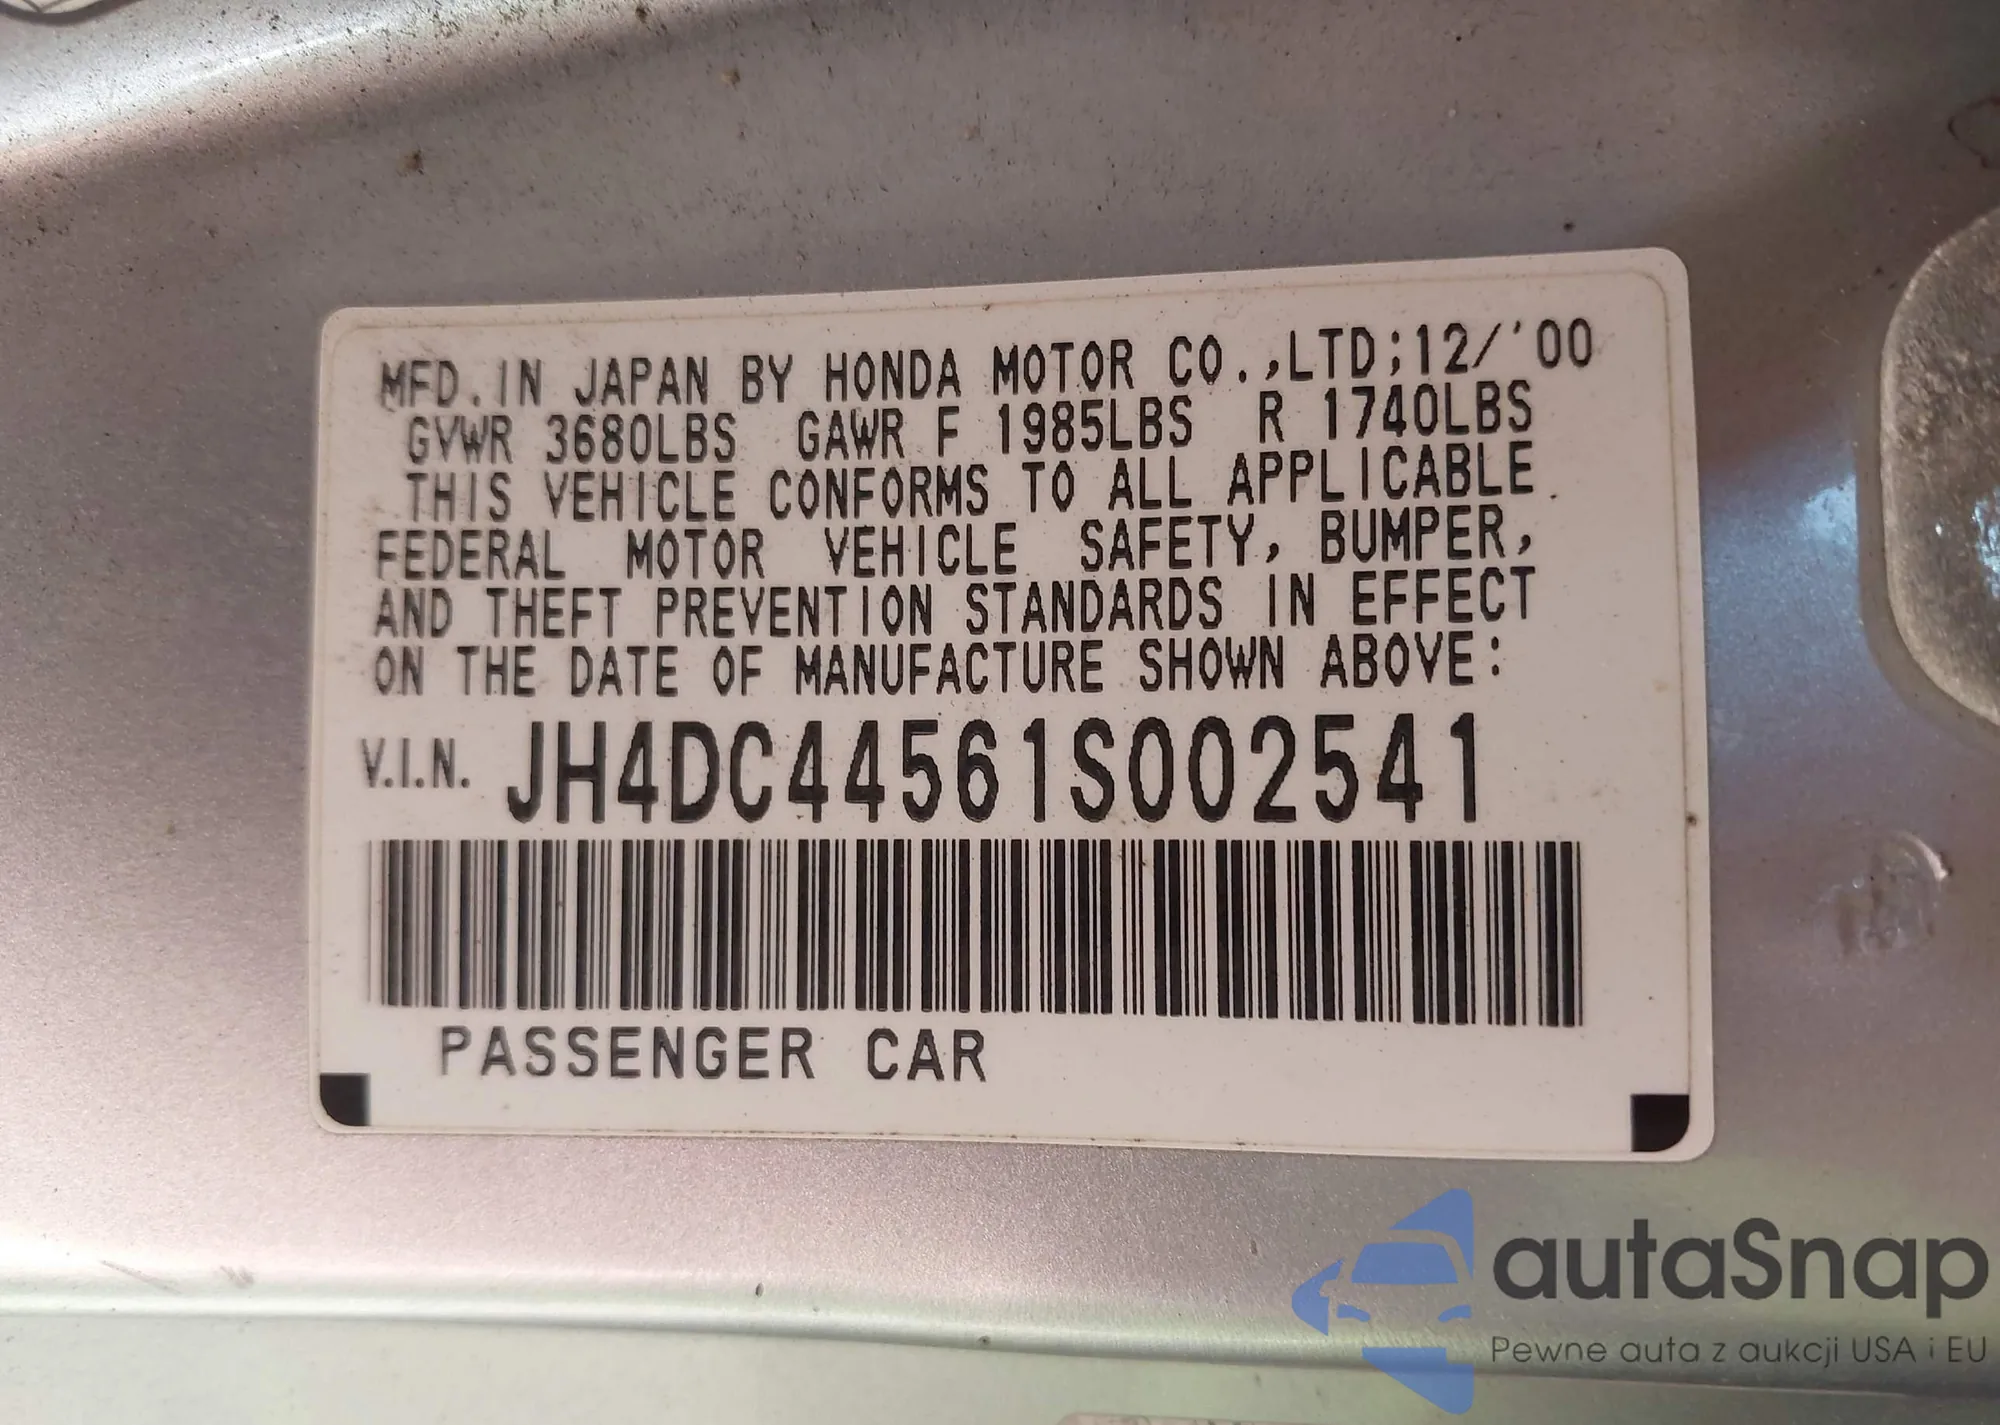 MFD.IN JAPAN BY HONDA MOTOR CO.,LTD;12/'00
GVWR 3680LBS GAWR F 1985LBS R 1740LBS
THIS VEHICLE CONFORMS TO ALL APPLICABLE
FEDERAL MOTOR VEHICLE SAFETY, BUMPER,
AND THEFT PREVENTION STANDARDS IN EFFECT
ON THE DATE OF MANUFACTURE SHOWN ABOVE:
V.I.N. JH4DC44561S002541
PASSENGER CAR
autaSnap
Pewne auta z aukcji USA i EU